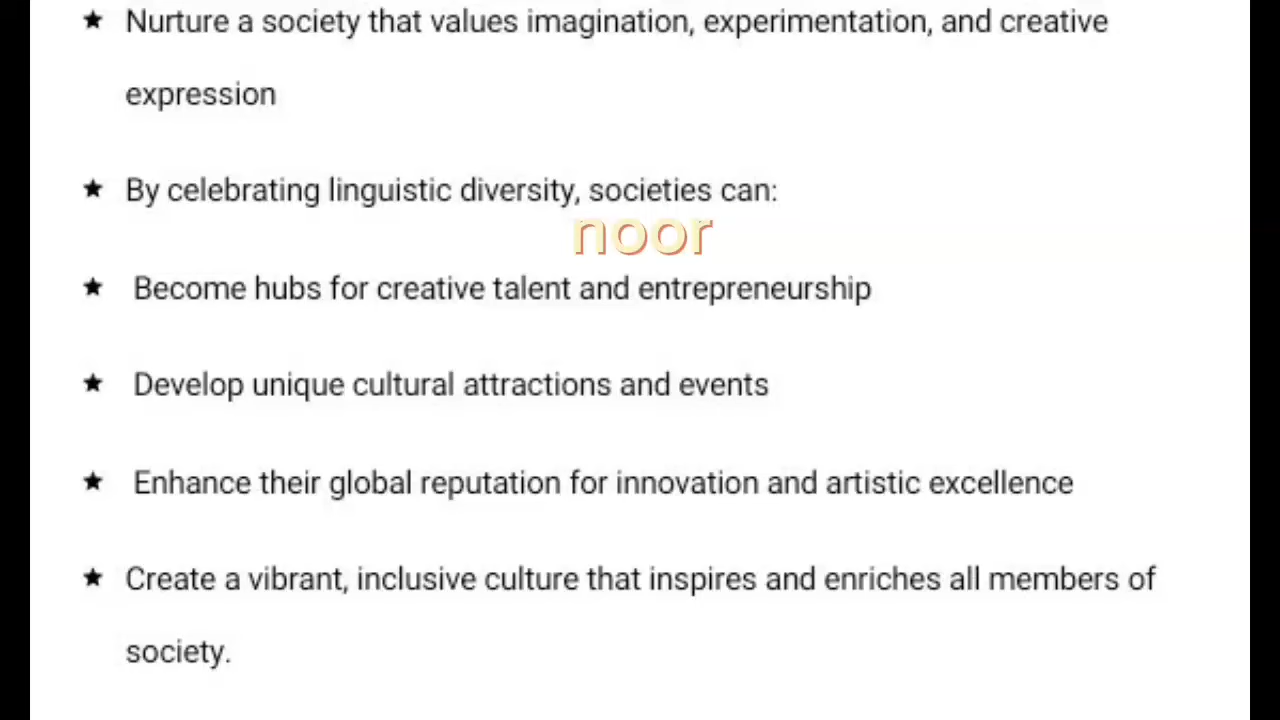 ★ Nurture a society that values imagination, experimentation, and creative
expression
★ By celebrating linguistic diversity, societies can:
noor
★ Become hubs for creative talent and entrepreneurship
★ Develop unique cultural attractions and events
★ Enhance their global reputation for innovation and artistic excellence
★ Create a vibrant, inclusive culture that inspires and enriches all members of
society.